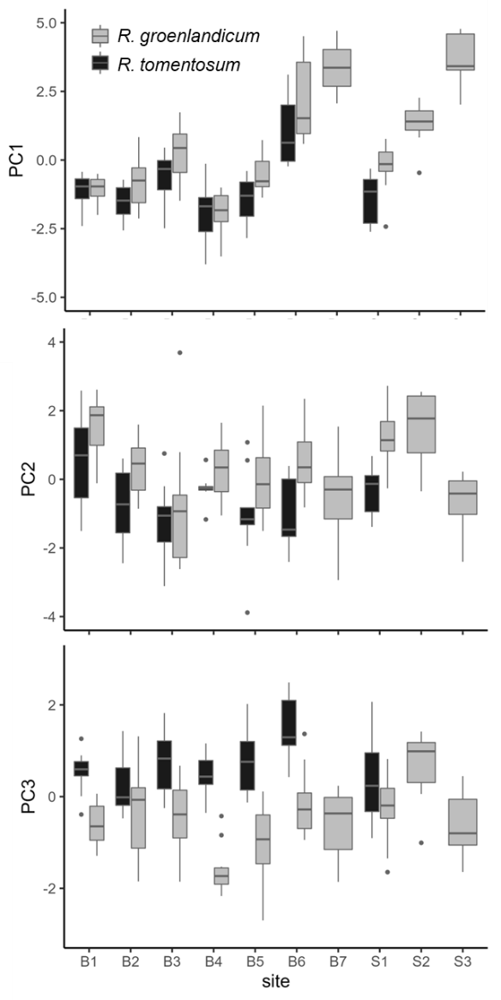 5.0
R. groenlandicum
R. tomentosum
2.5
PC1
0.0
-2.5
-5.0
4
2
PC2
0
-2
-4
2
PC3
0
-2
B1 B2 B3 B4 B5 B6 B7 S1 S2 S3
site